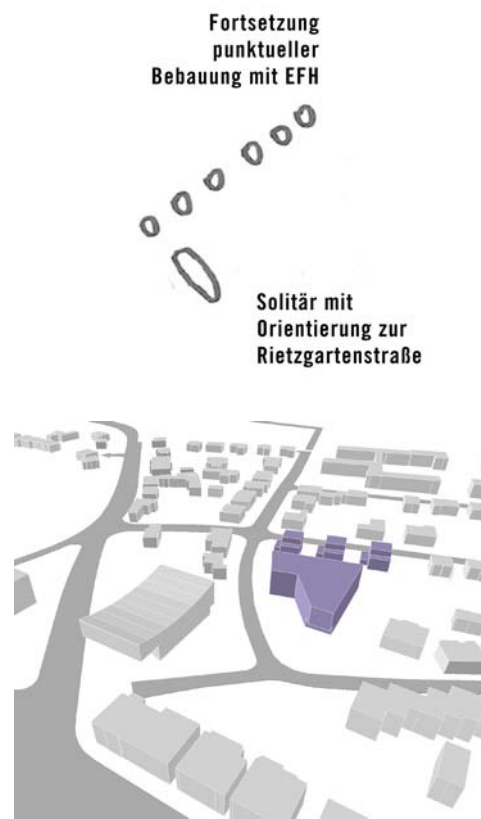 Fortsetzung
punktueller
Bebauung mit EFH
Solitär mit
Orientierung zur
Rietzgartenstraße